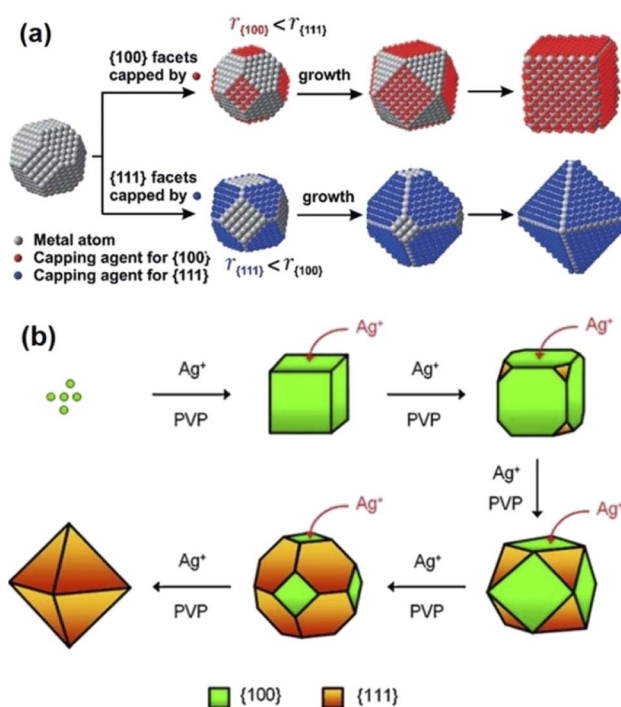 (a)
r{100} < r{111}
{100} facets
capped by
growth
{111} facets
capped by
growth
Metal atom
Capping agent for {100}
Capping agent for {111}
r{111} < r{100}
(b)
Ag⁺
Ag⁺
PVP
Ag⁺
Ag⁺
PVP
Ag⁺
PVP
Ag⁺
Ag⁺
Ag⁺
PVP
Ag⁺
PVP
{100}
{111}